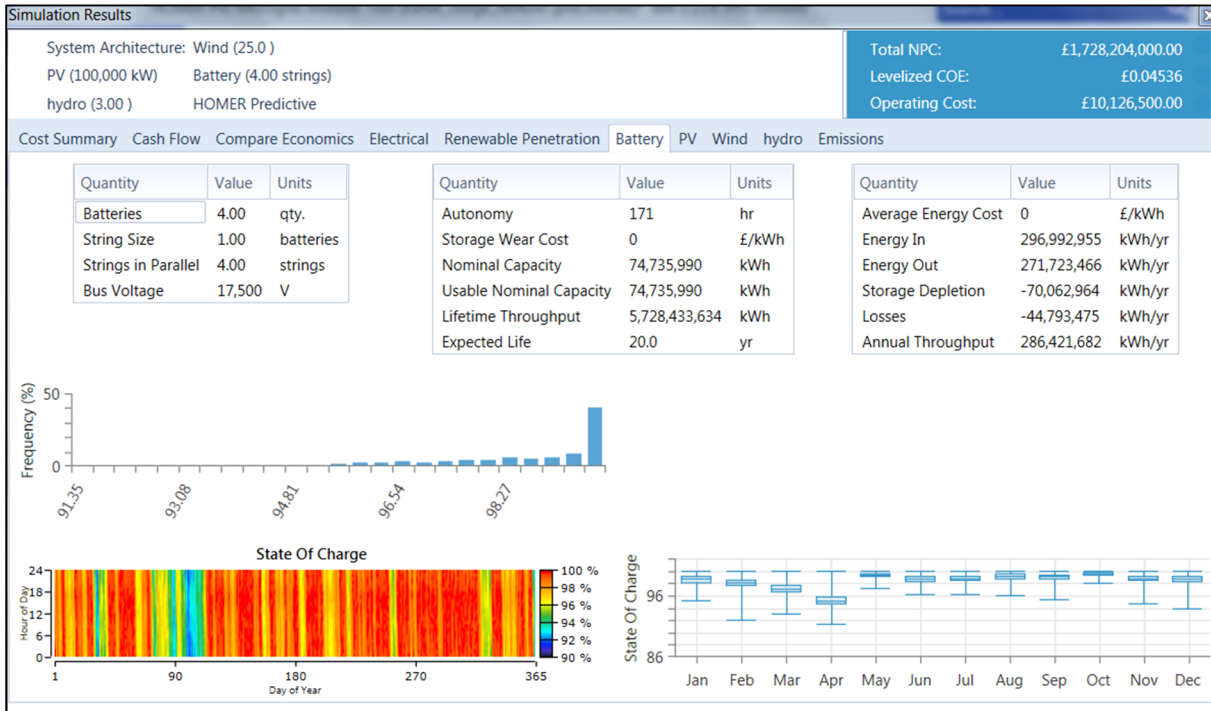 Simulation Results
System Architecture: Wind (25.0 )
PV (100,000 kW) Battery (4.00 strings)
hydro (3.00 ) HOMER Predictive
Total NPC: £1,728,204,000.00
Levelized COE: £0.04536
Operating Cost: £10,126,500.00
Cost Summary Cash Flow Compare Economics Electrical Renewable Penetration Battery PV Wind hydro Emissions
Quantity Value Units
Batteries 4.00 qty.
String Size 1.00 batteries
Strings in Parallel 4.00 strings
Bus Voltage 17,500 V
Quantity Value Units
Autonomy 171 hr
Storage Wear Cost 0 £/kWh
Nominal Capacity 74,735,990 kWh
Usable Nominal Capacity 74,735,990 kWh
Lifetime Throughput 5,728,433,634 kWh
Expected Life 20.0 yr
Quantity Value Units
Average Energy Cost 0 £/kWh
Energy In 296,992,955 kWh/yr
Energy Out 271,723,466 kWh/yr
Storage Depletion -70,062,964 kWh/yr
Losses -44,793,475 kWh/yr
Annual Throughput 286,421,682 kWh/yr
Frequency (%)
50
0
91.35 93.08 94.81 96.54 98.27
State Of Charge
Hour of Day
24
18
12
6
0
1 90 180 270 365
Day of Year
100 %
98 %
96 %
94 %
92 %
90 %
State Of Charge
96
86
Jan Feb Mar Apr May Jun Jul Aug Sep Oct Nov Dec